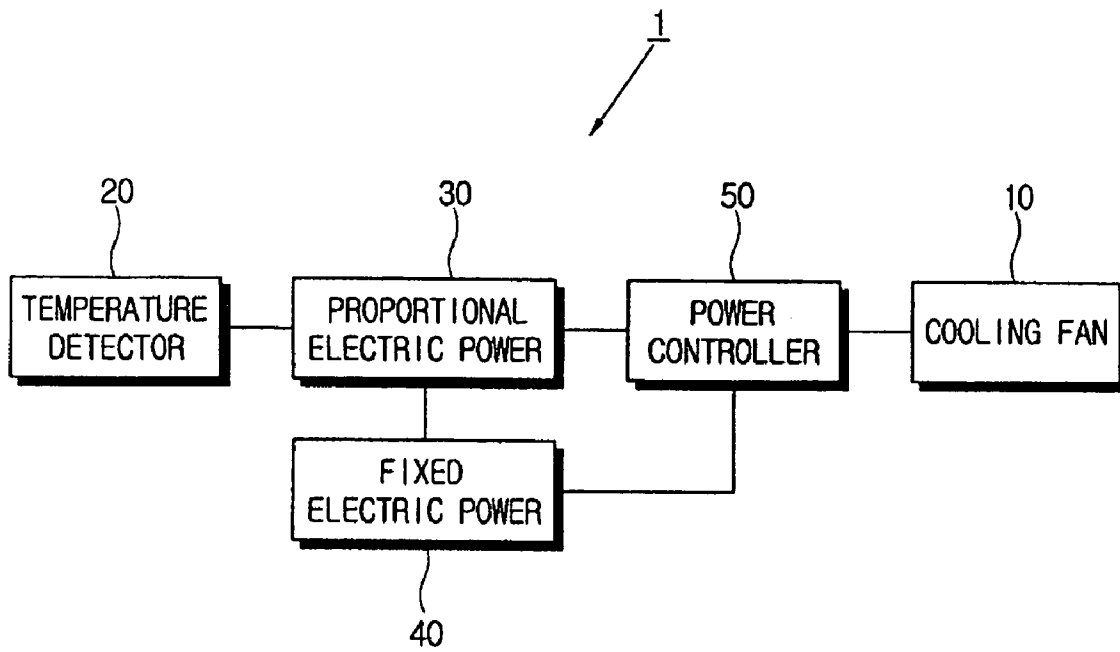 1
20
30
50
10
TEMPERATURE
DETECTOR
PROPORTIONAL
ELECTRIC POWER
POWER
CONTROLLER
COOLING FAN
FIXED
ELECTRIC POWER
40